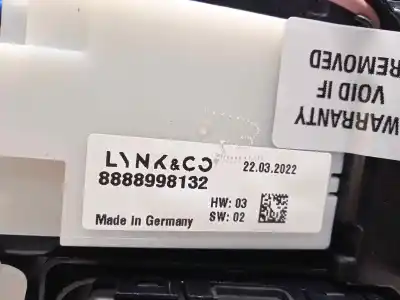 WARRANTY
VOID IF
REMOVED
LYNK&CO
22.03.2022
8888998132
HW: 03
SW: 02
Made in Germany